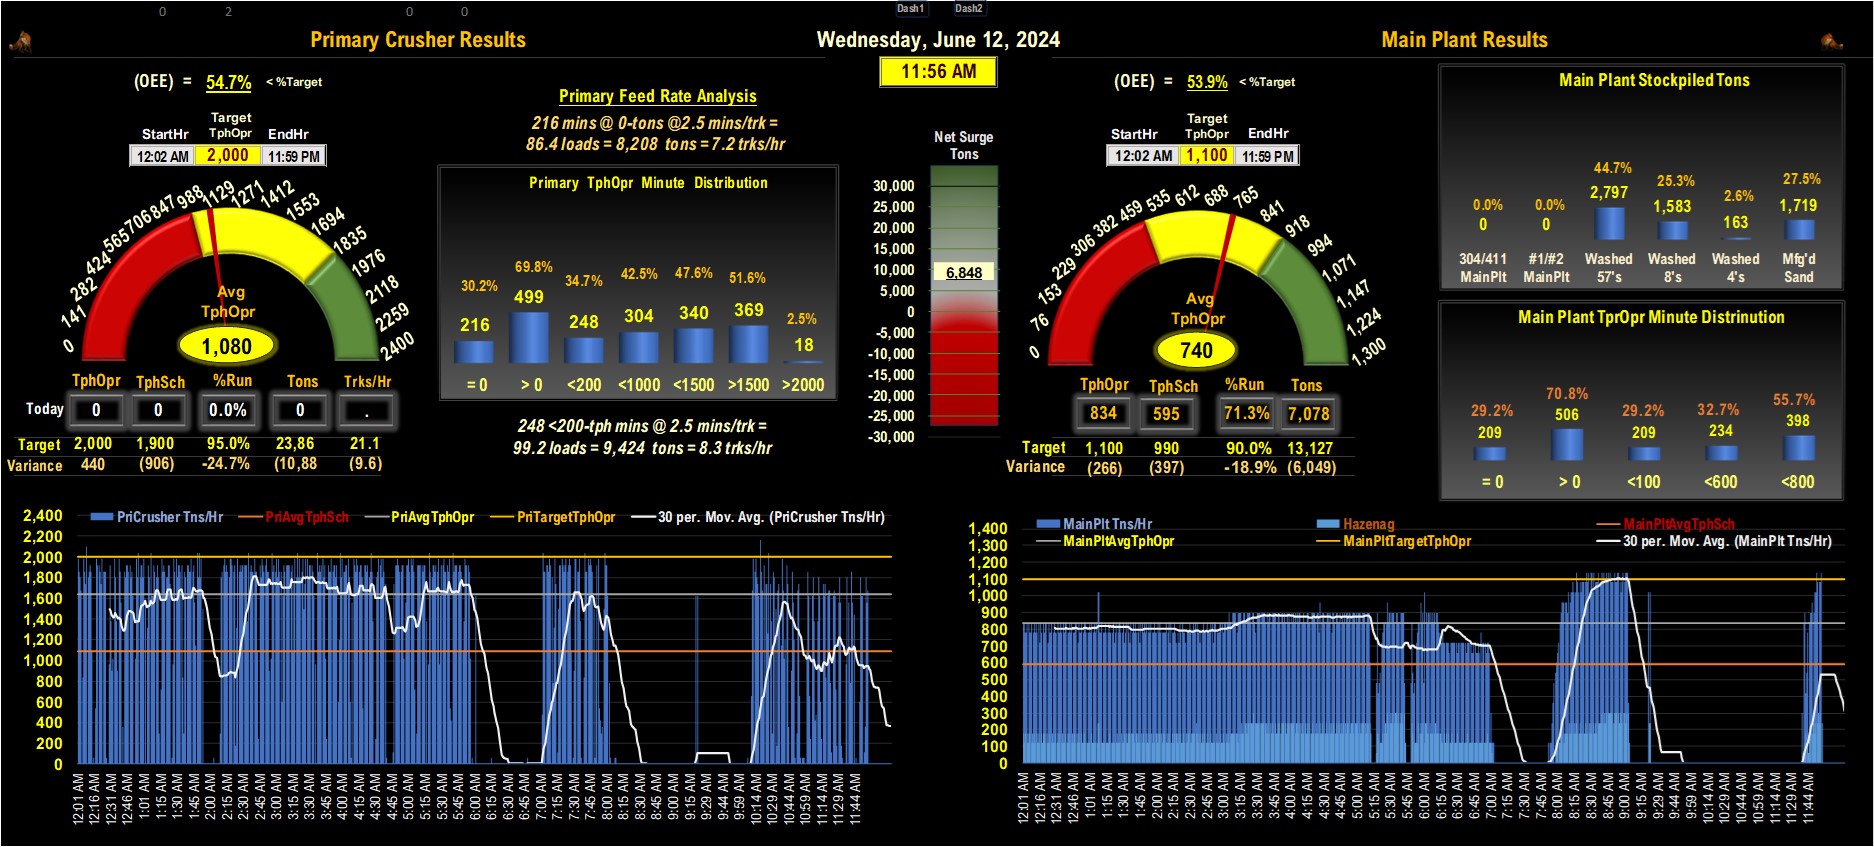 0 2 0 0 Dash1 Dash2
Primary Crusher Results
Wednesday, June 12, 2024
Main Plant Results
11:56 AM
(OEE) = 54.7% < %Target
Target
StartHr TphOpr EndHr
12:02 AM 2,000 11:59 PM
0 141 282 424 565 706 847 988 1129 1271 1412 1553 1694 1835 1976 2118 2259 2400
Avg
TphOpr
1,080
TphOpr TphSch %Run Tons Trks/Hr
Today 0 0 0.0% 0 .
Target 2,000 1,900 95.0% 23,86 21.1
Variance 440 (906) -24.7% (10,88 (9.6)
Primary Feed Rate Analysis
216 mins @ 0-tons @2.5 mins/trk =
86.4 loads = 8,208 tons = 7.2 trks/hr
Primary TphOpr Minute Distribution
30.2% 69.8% 34.7% 42.5% 47.6% 51.6% 2.5%
216 499 248 304 340 369 18
= 0 > 0 <200 <1000 <1500 >1500 >2000
248 <200-tph mins @ 2.5 mins/trk =
99.2 loads = 9,424 tons = 8.3 trks/hr
Net Surge
Tons
30,000
25,000
20,000
15,000
10,000
6,848
5,000
0
-5,000
-10,000
-15,000
-20,000
-25,000
-30,000
(OEE) = 53.9% < %Target
Target
StartHr TphOpr EndHr
12:02 AM 1,100 11:59 PM
0 76 153 229 306 382 459 535 612 688 765 841 918 994 1,071 1,147 1,224 1,300
Avg
TphOpr
740
TphOpr TphSch %Run Tons
834 595 71.3% 7,078
Target 1,100 990 90.0% 13,127
Variance (266) (397) -18.9% (6,049)
Main Plant Stockpiled Tons
0.0% 0.0% 44.7% 25.3% 2.6% 27.5%
0 0 2,797 1,583 163 1,719
304/411 #1/#2 Washed Washed Washed Mfg'd
MainPlt MainPlt 57's 8's 4's Sand
Main Plant TprOpr Minute Distrinution
29.2% 70.8% 29.2% 32.7% 55.7%
209 506 209 234 398
= 0 > 0 <100 <600 <800
PriCrusher Tns/Hr PriAvgTphSch PriAvgTphOpr PriTargetTphOpr 30 per. Mov. Avg. (PriCrusher Tns/Hr)
2,400
2,200
2,000
1,800
1,600
1,400
1,200
1,000
800
600
400
200
0
12:01 AM 12:16 AM 12:31 AM 12:46 AM 1:01 AM 1:15 AM 1:30 AM 1:45 AM 2:00 AM 2:15 AM 2:30 AM 2:45 AM 3:00 AM 3:15 AM 3:30 AM 3:45 AM 4:00 AM 4:15 AM 4:30 AM 4:45 AM 5:00 AM 5:15 AM 5:30 AM 5:45 AM 6:00 AM 6:15 AM 6:30 AM 6:45 AM 7:00 AM 7:15 AM 7:30 AM 7:45 AM 8:00 AM 8:15 AM 8:30 AM 8:45 AM 9:00 AM 9:15 AM 9:29 AM 9:44 AM 9:59 AM 10:14 AM 10:29 AM 10:44 AM 10:59 AM 11:14 AM 11:29 AM 11:44 AM
MainPlt Tns/Hr Hazenag MainPltAvgTphSch
MainPltAvgTphOpr MainPltTargetTphOpr 30 per. Mov. Avg. (MainPlt Tns/Hr)
1,400
1,300
1,200
1,100
1,000
900
800
700
600
500
400
300
200
100
0
12:01 AM 12:16 AM 12:31 AM 12:46 AM 1:01 AM 1:15 AM 1:30 AM 1:45 AM 2:00 AM 2:15 AM 2:30 AM 2:45 AM 3:00 AM 3:15 AM 3:30 AM 3:45 AM 4:00 AM 4:15 AM 4:30 AM 4:45 AM 5:00 AM 5:15 AM 5:30 AM 5:45 AM 6:00 AM 6:15 AM 6:30 AM 6:45 AM 7:00 AM 7:15 AM 7:30 AM 7:45 AM 8:00 AM 8:15 AM 8:30 AM 8:45 AM 9:00 AM 9:15 AM 9:29 AM 9:44 AM 9:59 AM 10:14 AM 10:29 AM 10:44 AM 10:59 AM 11:14 AM 11:29 AM 11:44 AM